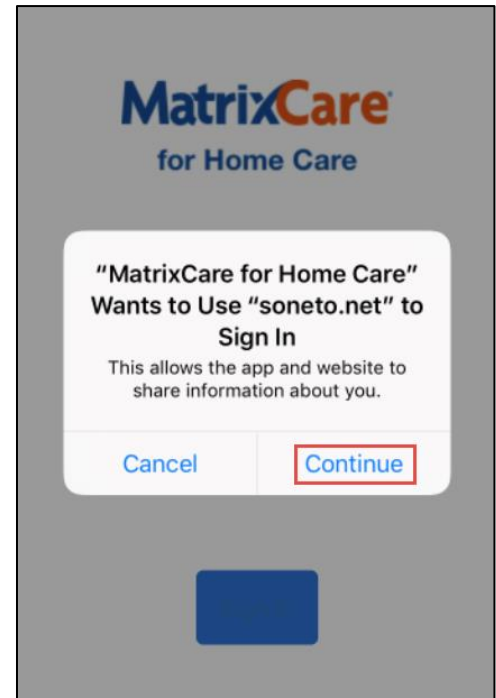 MatrixCare
for Home Care
"MatrixCare for Home Care"
Wants to Use "soneto.net" to
Sign In
This allows the app and website to
share information about you.
Cancel
Continue